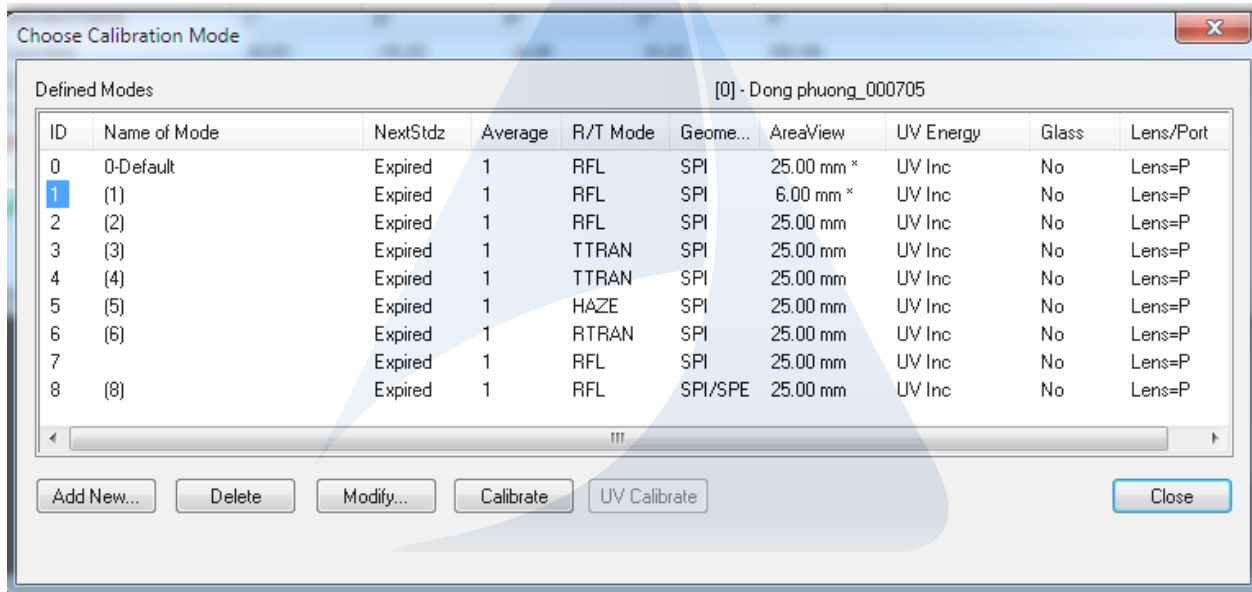 Choose Calibration Mode
Defined Modes [0] - Dong phuong_000705
ID Name of Mode NextStdz Average R/T Mode Geome... AreaView UV Energy Glass Lens/Port
0 0-Default Expired 1 RFL SPI 25.00 mm * UV Inc No Lens=P
1 (1) Expired 1 RFL SPI 6.00 mm * UV Inc No Lens=P
2 (2) Expired 1 RFL SPI 25.00 mm UV Inc No Lens=P
3 (3) Expired 1 TTRAN SPI 25.00 mm UV Inc No Lens=P
4 (4) Expired 1 TTRAN SPI 25.00 mm UV Inc No Lens=P
5 (5) Expired 1 HAZE SPI 25.00 mm UV Inc No Lens=P
6 (6) Expired 1 RTRAN SPI 25.00 mm UV Inc No Lens=P
7 Expired 1 RFL SPI 25.00 mm UV Inc No Lens=P
8 (8) Expired 1 RFL SPI/SPE 25.00 mm UV Inc No Lens=P
Add New... Delete Modify... Calibrate UV Calibrate Close